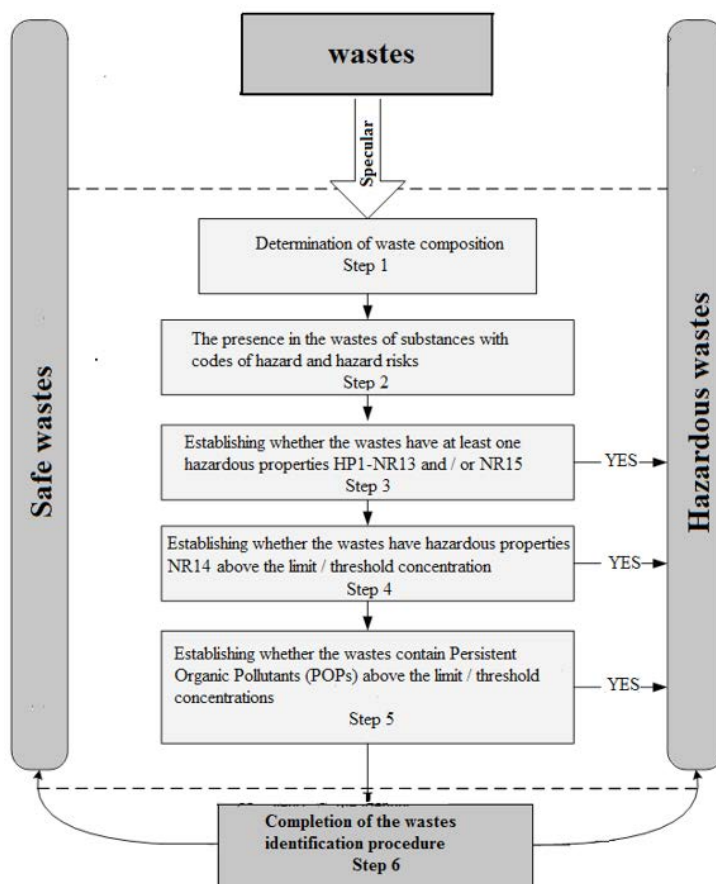 wastes
Specular
Determination of waste composition
Step 1
The presence in the wastes of substances with
codes of hazard and hazard risks
Step 2
Establishing whether the wastes have at least one
hazardous properties HP1-NR13 and / or NR15
Step 3
YES
Establishing whether the wastes have hazardous properties
NR14 above the limit / threshold concentration
Step 4
YES
Establishing whether the wastes contain Persistent
Organic Pollutants (POPs) above the limit / threshold
concentrations
Step 5
YES
Completion of the wastes
identification procedure
Step 6
Safe wastes
Hazardous wastes